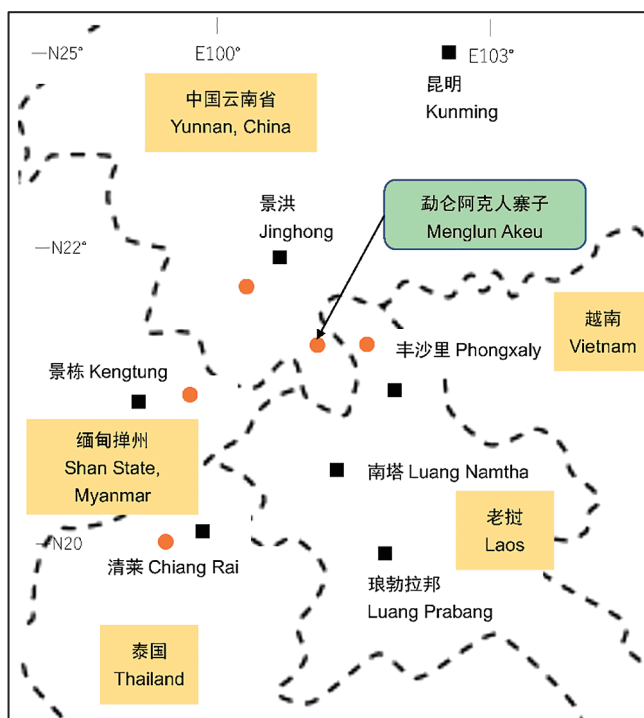 —N25°
E100°
E103°
昆明
Kunming
中国云南省
Yunnan, China
景洪
Jinghong
勐仑阿克人寨子
Menglun Akeu
—N22°
越南
Vietnam
丰沙里 Phongxaly
景栋 Kengtung
缅甸掸州
Shan State,
Myanmar
南塔 Luang Namtha
老挝
Laos
—N20
清莱 Chiang Rai
琅勃拉邦
Luang Prabang
泰国
Thailand